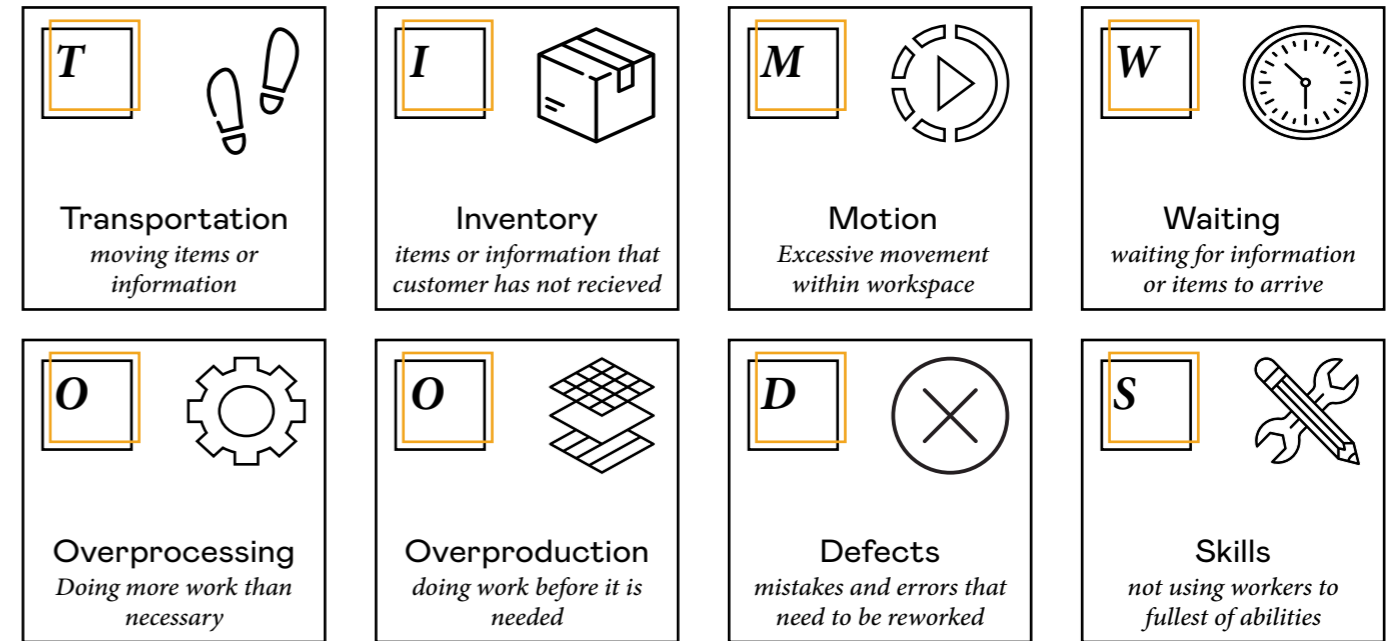 T
Transportation
moving items or
information
I
Inventory
items or information that
customer has not recieved
M
Motion
Excessive movement
within workspace
W
Waiting
waiting for information
or items to arrive
O
Overprocessing
Doing more work than
necessary
O
Overproduction
doing work before it is
needed
D
Defects
mistakes and errors that
need to be reworked
S
Skills
not using workers to
fullest of abilities